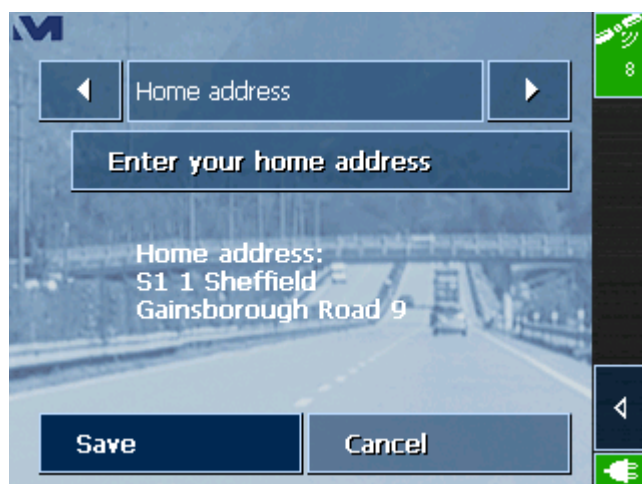 8
Home address
Enter your home address
Home address:
S1 1 Sheffield
Gainsborough Road 9
Save
Cancel